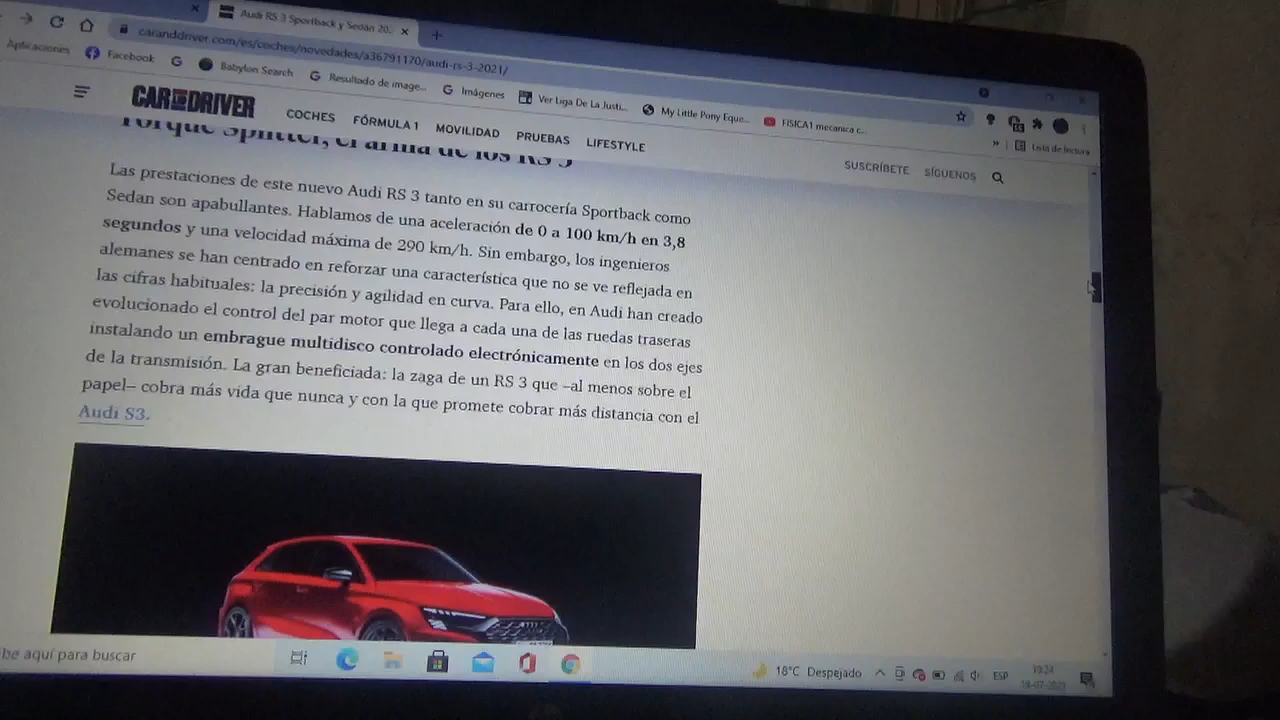 Audi RS 3 Sportback y Sedán 20
caranddriver.com/es/coches/novedades/a36791170/audi-rs-3-2021/
Aplicaciones Facebook Babylon Search Resultado de image... Imágenes Ver Liga De La Justi... My Little Pony Eque... FISICA1 mecanica c... » Lista de lectura
CAR AND DRIVER COCHES FÓRMULA 1 MOVILIDAD PRUEBAS LIFESTYLE SUSCRÍBETE SÍGUENOS
Torque Splitter, el arma de los RS 3
Las prestaciones de este nuevo Audi RS 3 tanto en su carrocería Sportback como
Sedan son apabullantes. Hablamos de una aceleración de 0 a 100 km/h en 3,8
segundos y una velocidad máxima de 290 km/h. Sin embargo, los ingenieros
alemanes se han centrado en reforzar una característica que no se ve reflejada en
las cifras habituales: la precisión y agilidad en curva. Para ello, en Audi han creado
evolucionado el control del par motor que llega a cada una de las ruedas traseras
instalando un embrague multidisco controlado electrónicamente en los dos ejes
de la transmisión. La gran beneficiada: la zaga de un RS 3 que –al menos sobre el
papel– cobra más vida que nunca y con la que promete cobrar más distancia con el
Audi S3.
be aquí para buscar
18°C Despejado ESP 19:24
18-07-2021